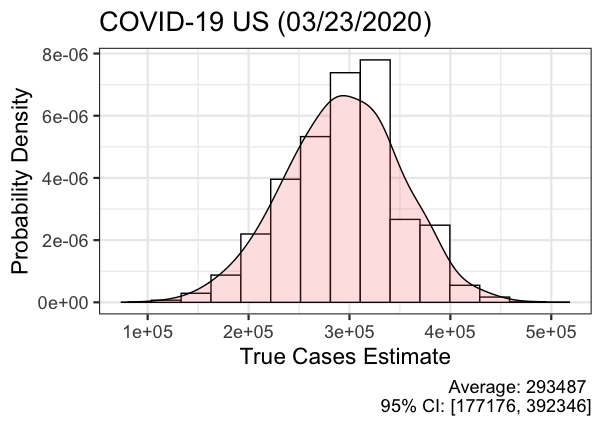 COVID-19 US (03/23/2020)
Probability Density
8e-06
6e-06
4e-06
2e-06
0e+00
1e+05 2e+05 3e+05 4e+05 5e+05
True Cases Estimate
Average: 293487
95% CI: [177176, 392346]